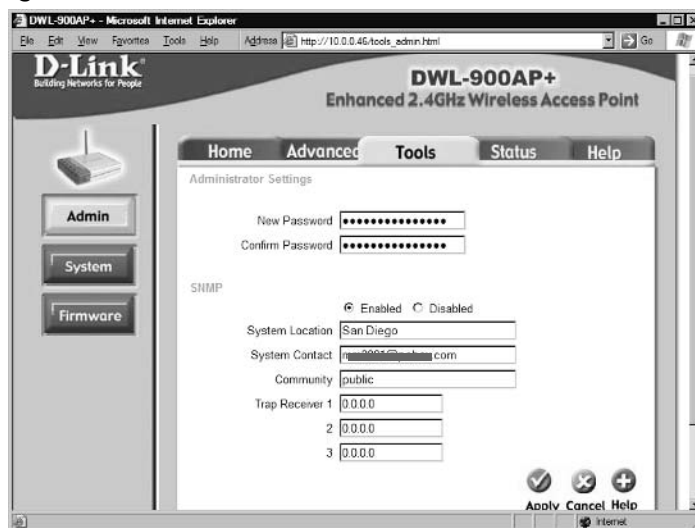 DWL-900AP+ - Microsoft Internet Explorer
File Edit View Favorites Tools Help Address http://10.0.0.46/tools_admin.html Go
D-Link
Building Networks for People
DWL-900AP+
Enhanced 2.4GHz Wireless Access Point
Home Advanced Tools Status Help
Administrator Settings
Admin
New Password •••••••••••••••
Confirm Password •••••••••••••••
System
SNMP
Firmware
Enabled Disabled
System Location San Diego
System Contact .com
Community public
Trap Receiver 1 0.0.0.0
2 0.0.0.0
3 0.0.0.0
Apply Cancel Help
Internet